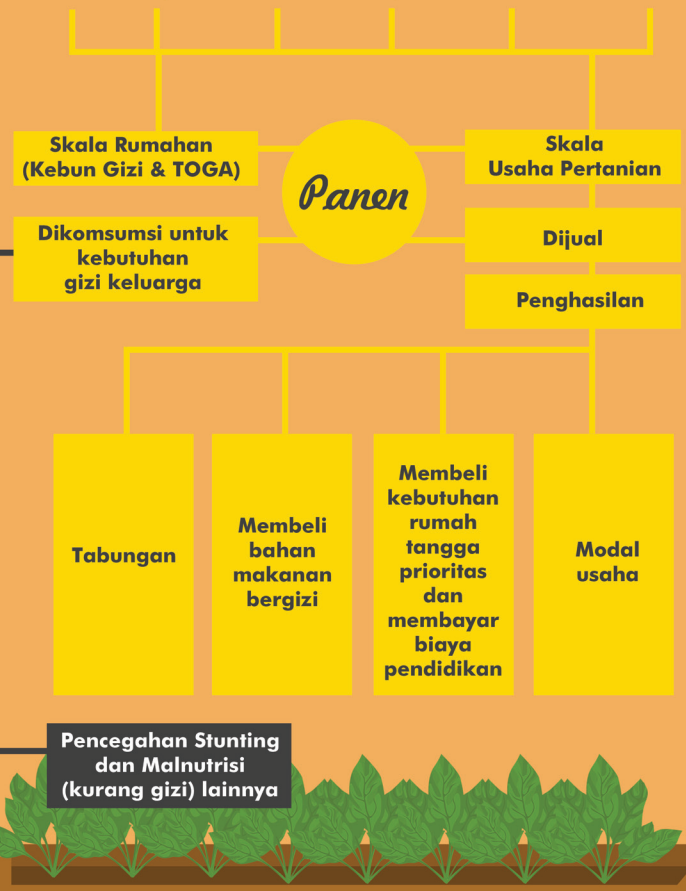 Skala Rumahan
(Kebun Gizi & TOGA)
Panen
Skala
Usaha Pertanian
Dikomsumsi untuk
kebutuhan
gizi keluarga
Dijual
Penghasilan
Tabungan
Membeli
bahan
makanan
bergizi
Membeli
kebutuhan
rumah
tangga
prioritas
dan
membayar
biaya
pendidikan
Modal
usaha
Pencegahan Stunting
dan Malnutrisi
(kurang gizi) lainnya